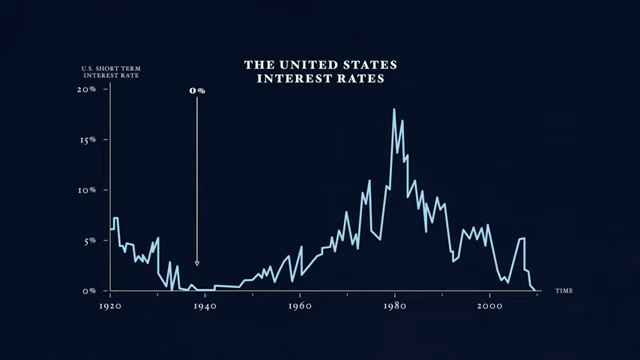 THE UNITED STATES
INTEREST RATES
U.S. SHORT TERM
INTEREST RATE
20%
0%
15%
10%
5%
0%
TIME
1920
1940
1960
1980
2000